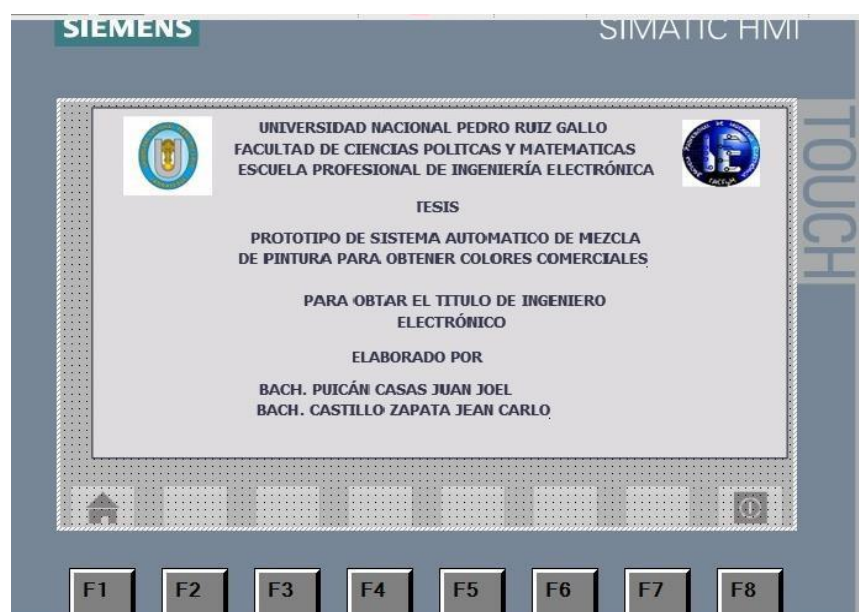 SIEMENS
SIMATIC HMI
TOUCH
UNIVERSIDAD NACIONAL PEDRO RUIZ GALLO
FACULTAD DE CIENCIAS POLITCAS Y MATEMATICAS
ESCUELA PROFESIONAL DE INGENIERÍA ELECTRÓNICA
TESIS
PROTOTIPO DE SISTEMA AUTOMATICO DE MEZCLA
DE PINTURA PARA OBTENER COLORES COMERCIALES
PARA OBTAR EL TITULO DE INGENIERO
ELECTRÓNICO
ELABORADO POR
BACH. PUICÁN CASAS JUAN JOEL
BACH. CASTILLO ZAPATA JEAN CARLO
F1 F2 F3 F4 F5 F6 F7 F8